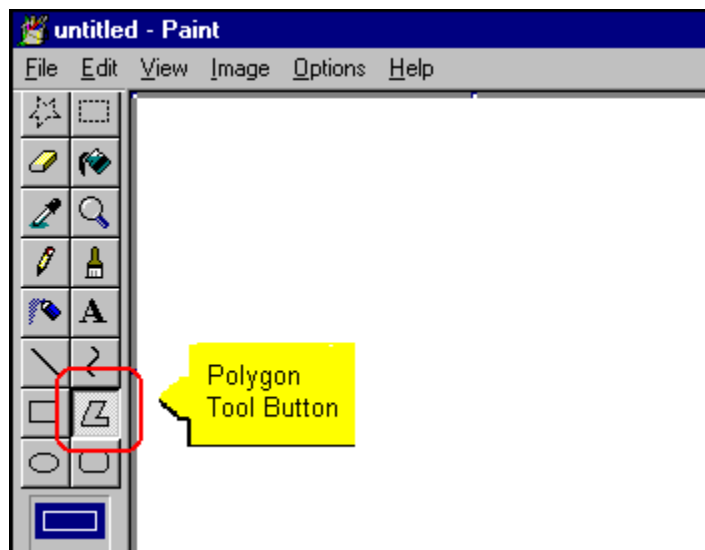 untitled - Paint
File Edit View Image Options Help
A
Polygon
Tool Button